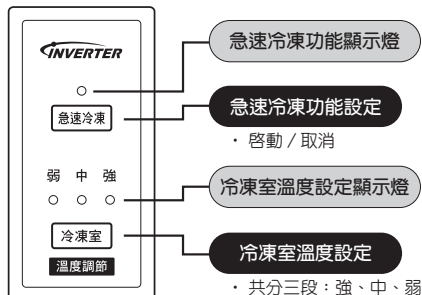 INVERTER
急速冷凍功能顯示燈
急速冷凍
急速冷凍功能設定
・啓動 / 取消
弱 中 強
冷凍室溫度設定顯示燈
冷凍室
冷凍室溫度設定
溫度調節
・共分三段：強、中、弱